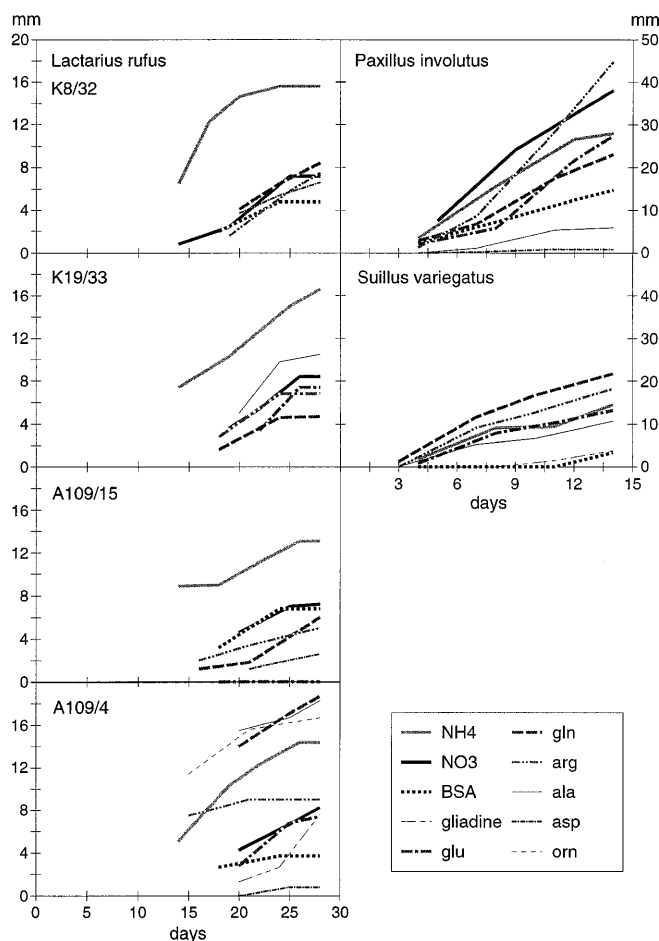 mm mm
20 50
Lactarius rufus Paxillus involutus
K8/32
16 40
12 30
8 20
4 10
0 0
K19/33 Suillus variegatus
16 40
12 30
8 20
4 10
0 0
3 6 9 12 15
days
A109/15
12
8
4
0
A109/4
16
12
8
4
0
0 5 10 15 20 25 30
days
NH4 gln
NO3 arg
BSA ala
gliadine asp
glu orn